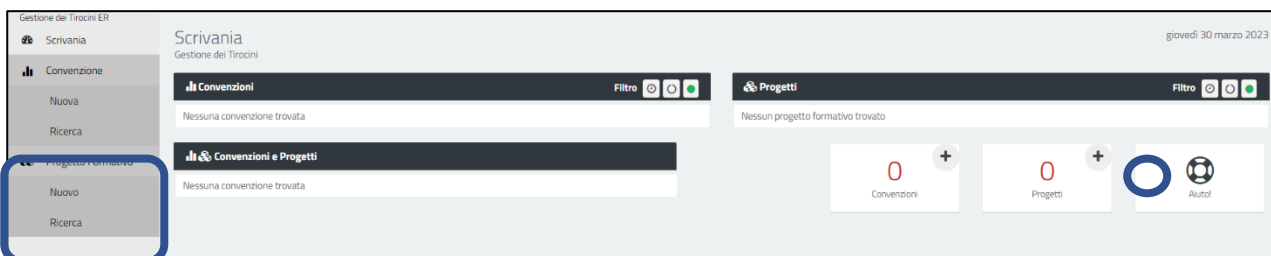 Gestione dei Tirocini ER
Scrivania
Convenzione
Nuova
Ricerca
Progetto Formativo
Nuovo
Ricerca
Scrivania
Gestione dei Tirocini
giovedì 30 marzo 2023
Convenzioni Filtro
Nessuna convenzione trovata
Progetti Filtro
Nessun progetto formativo trovato
Convenzioni e Progetti
Nessuna convenzione trovata
0
Convenzioni
0
Progetti
Aiuto!